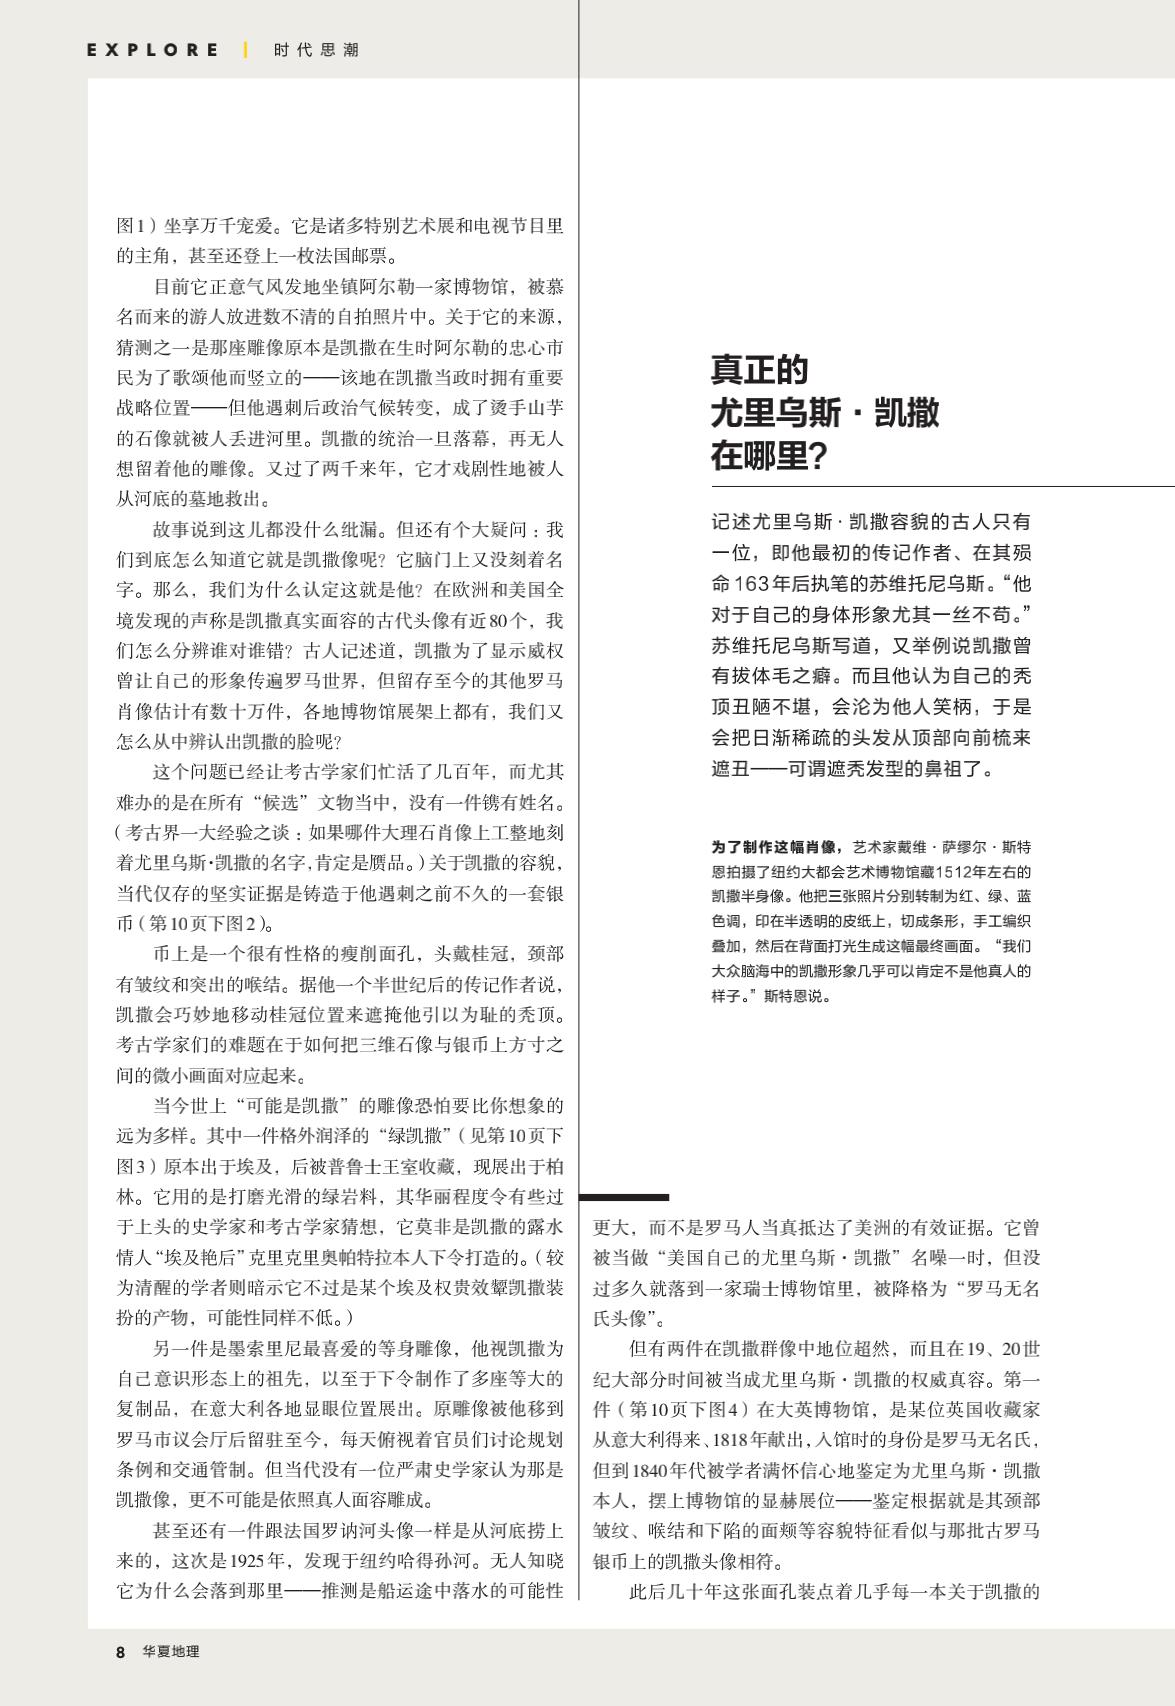 EXPLORE | 时代思潮
图1）坐享万千宠爱。它是诸多特别艺术展和电视节目里
的主角，甚至还登上一枚法国邮票。
目前它正意气风发地坐镇阿尔勒一家博物馆，被慕
名而来的游人放进数不清的自拍照片中。关于它的来源，
猜测之一是那座雕像原本是凯撒在生时阿尔勒的忠心市
民为了歌颂他而竖立的——该地在凯撒当政时拥有重要
战略位置——但他遇刺后政治气候转变，成了烫手山芋
的石像就被人丢进河里。凯撒的统治一旦落幕，再无人
想留着他的雕像。又过了两千来年，它才戏剧性地被人
从河底的墓地救出。
故事说到这儿都没什么纰漏。但还有个大疑问：我
们到底怎么知道它就是凯撒像呢？它脑门上又没刻着名
字。那么，我们为什么认定这就是他？在欧洲和美国全
境发现的声称是凯撒真实面容的古代头像有近80个，我
们怎么分辨谁对谁错？古人记述道，凯撒为了显示威权
曾让自己的形象传遍罗马世界，但留存至今的其他罗马
肖像估计有数十万件，各地博物馆展架上都有，我们又
怎么从中辨认出凯撒的脸呢？
这个问题已经让考古学家们忙活了几百年，而尤其
难办的是在所有“候选”文物当中，没有一件镌有姓名。
（考古界一大经验之谈：如果哪件大理石肖像上工整地刻
着尤里乌斯·凯撒的名字，肯定是赝品。）关于凯撒的容貌，
当代仅存的坚实证据是铸造于他遇刺之前不久的一套银
币（第10页下图2）。
币上是一个很有性格的瘦削面孔，头戴桂冠，颈部
有皱纹和突出的喉结。据他一个半世纪后的传记作者说，
凯撒会巧妙地移动桂冠位置来遮掩他引以为耻的秃顶。
考古学家们的难题在于如何把三维石像与银币上方寸之
间的微小画面对应起来。
当今世上“可能是凯撒”的雕像恐怕要比你想象的
远为多样。其中一件格外润泽的“绿凯撒”（见第10页下
图3）原本出于埃及，后被普鲁士王室收藏，现展出于柏
林。它用的是打磨光滑的绿岩料，其华丽程度令有些过
于上头的史学家和考古学家猜想，它莫非是凯撒的露水
情人“埃及艳后”克里克里奥帕特拉本人下令打造的。（较
为清醒的学者则暗示它不过是某个埃及权贵效颦凯撒装
扮的产物，可能性同样不低。）
另一件是墨索里尼最喜爱的等身雕像，他视凯撒为
自己意识形态上的祖先，以至于下令制作了多座等大的
复制品，在意大利各地显眼位置展出。原雕像被他移到
罗马市议会厅后留驻至今，每天俯视着官员们讨论规划
条例和交通管制。但当代没有一位严肃史学家认为那是
凯撒像，更不可能是依照真人面容雕成。
甚至还有一件跟法国罗讷河头像一样是从河底捞上
来的，这次是1925年，发现于纽约哈得孙河。无人知晓
它为什么会落到那里——推测是船运途中落水的可能性
真正的
尤里乌斯·凯撒
在哪里？
记述尤里乌斯·凯撒容貌的古人只有
一位，即他最初的传记作者、在其殒
命163年后执笔的苏维托尼乌斯。“他
对于自己的身体形象尤其一丝不苟。”
苏维托尼乌斯写道，又举例说凯撒曾
有拔体毛之癖。而且他认为自己的秃
顶丑陋不堪，会沦为他人笑柄，于是
会把日渐稀疏的头发从顶部向前梳来
遮丑——可谓遮秃发型的鼻祖了。
为了制作这幅肖像，艺术家戴维·萨缪尔·斯特
恩拍摄了纽约大都会艺术博物馆藏1512年左右的
凯撒半身像。他把三张照片分别转制为红、绿、蓝
色调，印在半透明的皮纸上，切成条形，手工编织
叠加，然后在背面打光生成这幅最终画面。“我们
大众脑海中的凯撒形象几乎可以肯定不是他真人的
样子。”斯特恩说。
更大，而不是罗马人当真抵达了美洲的有效证据。它曾
被当做“美国自己的尤里乌斯·凯撒”名噪一时，但没
过多久就落到一家瑞士博物馆里，被降格为“罗马无名
氏头像”。
但有两件在凯撒群像中地位超然，而且在19、20世
纪大部分时间被当成尤里乌斯·凯撒的权威真容。第一
件（第10页下图4）在大英博物馆，是某位英国收藏家
从意大利得来、1818年献出，入馆时的身份是罗马无名氏，
但到1840年代被学者满怀信心地鉴定为尤里乌斯·凯撒
本人，摆上博物馆的显赫展位——鉴定根据就是其颈部
皱纹、喉结和下陷的面颊等容貌特征看似与那批古罗马
银币上的凯撒头像相符。
此后几十年这张面孔装点着几乎每一本关于凯撒的
8 华夏地理